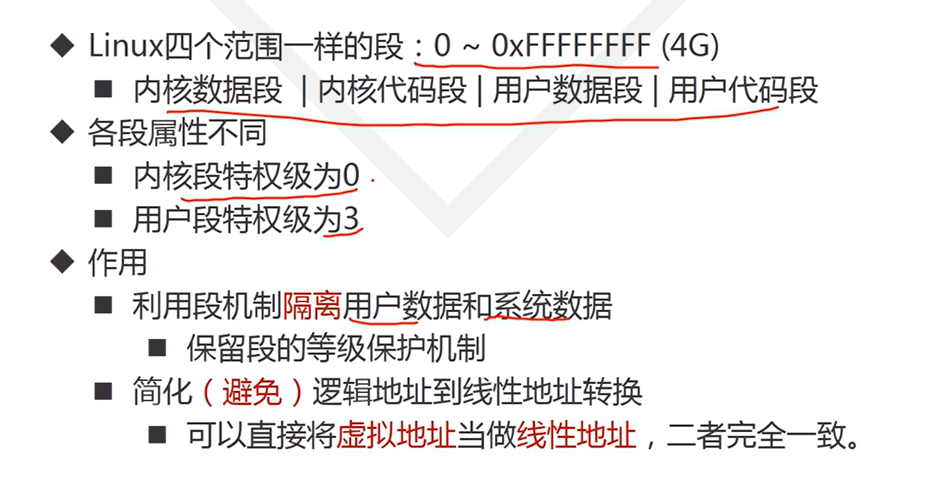 ◆ Linux四个范围一样的段：0 ~ 0xFFFFFFFF (4G)
■ 内核数据段 | 内核代码段 | 用户数据段 | 用户代码段
◆ 各段属性不同
■ 内核段特权级为0
■ 用户段特权级为3
◆ 作用
■ 利用段机制隔离用户数据和系统数据
■ 保留段的等级保护机制
■ 简化（避免）逻辑地址到线性地址转换
■ 可以直接将虚拟地址当做线性地址，二者完全一致。